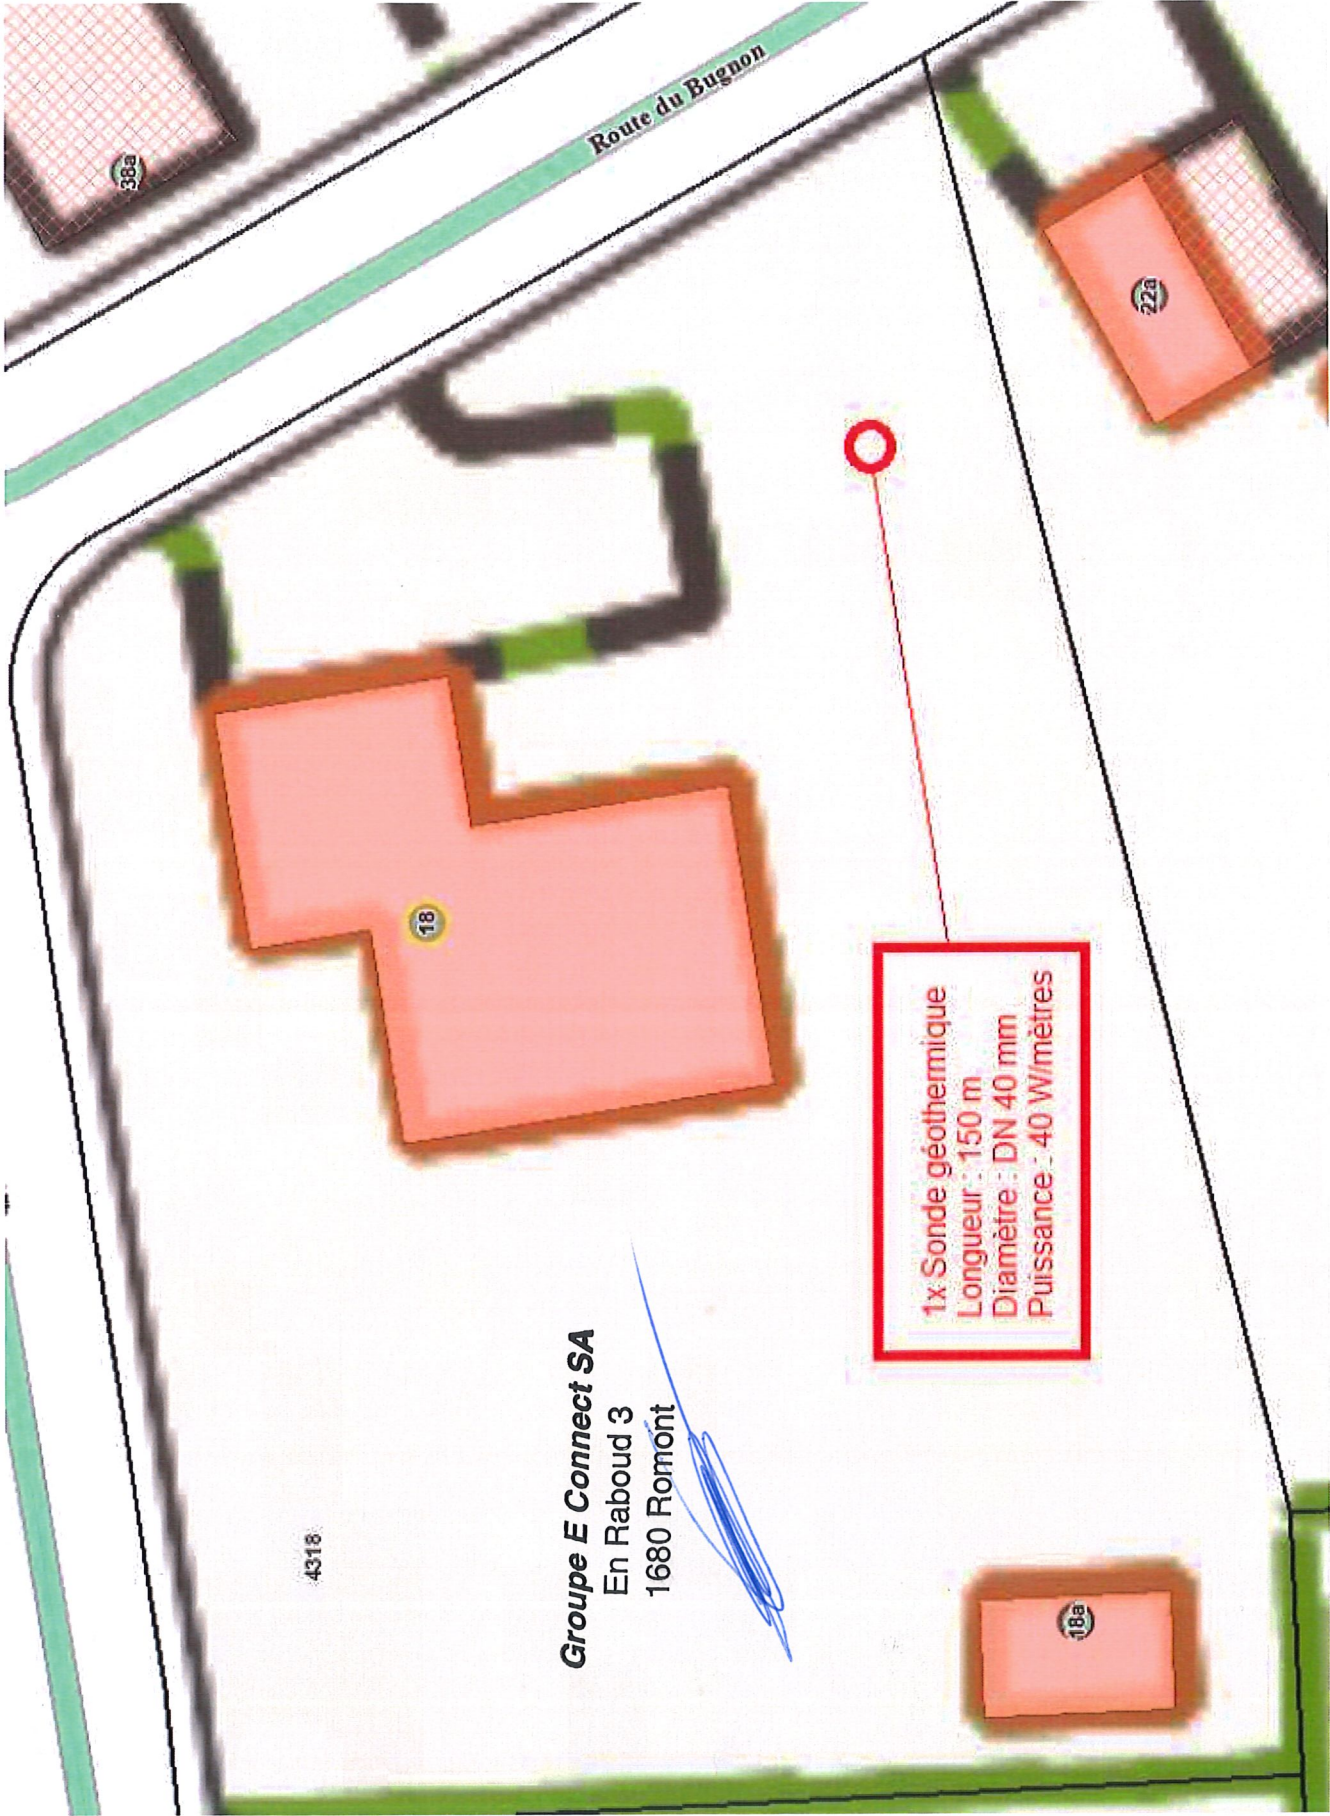 38a
Route du Bugnon
22a
18
1x Sonde géothermique
Longueur : 150 m
Diamètre : DN 40 mm
Puissance : 40 W/mètres
Groupe E Connect SA
En Raboud 3
1680 Romont
4318
18a